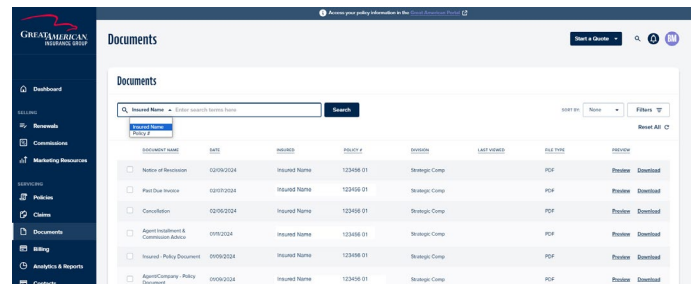 Access your policy information in the Great American Portal
GREATAMERICAN.
INSURANCE GROUP
Documents
Start a Quote
BM
Dashboard
SELLING
Renewals
Commissions
Marketing Resources
SERVICING
Policies
Claims
Documents
Billing
Analytics & Reports
Contacts
Documents
Insured Name Enter search terms here Search SORT BY: None Filters
Insured Name
Policy #
Reset All
DOCUMENT NAME DATE INSURED POLICY # DIVISION LAST VIEWED FILE TYPE PREVIEW
Notice of Rescission 02/09/2024 Insured Name 123456 01 Strategic Comp PDF Preview Download
Past Due Invoice 02/07/2024 Insured Name 123456 01 Strategic Comp PDF Preview Download
Cancellation 02/06/2024 Insured Name 123456 01 Strategic Comp PDF Preview Download
Agent Installment &
Commission Advice 01/11/2024 Insured Name 123456 01 Strategic Comp PDF Preview Download
Insured - Policy Document 01/09/2024 Insured Name 123456 01 Strategic Comp PDF Preview Download
Agent/Company - Policy
Document 01/09/2024 Insured Name 123456 01 Strategic Comp PDF Preview Download